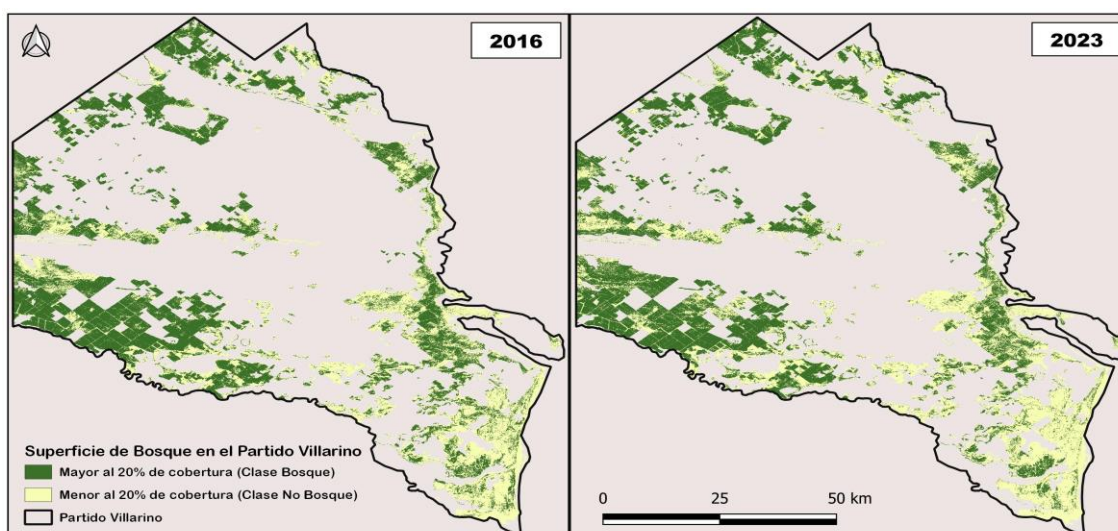 2016
2023
Superficie de Bosque en el Partido Villarino
Mayor al 20% de cobertura (Clase Bosque)
Menor al 20% de cobertura (Clase No Bosque)
Partido Villarino
0 25 50 km